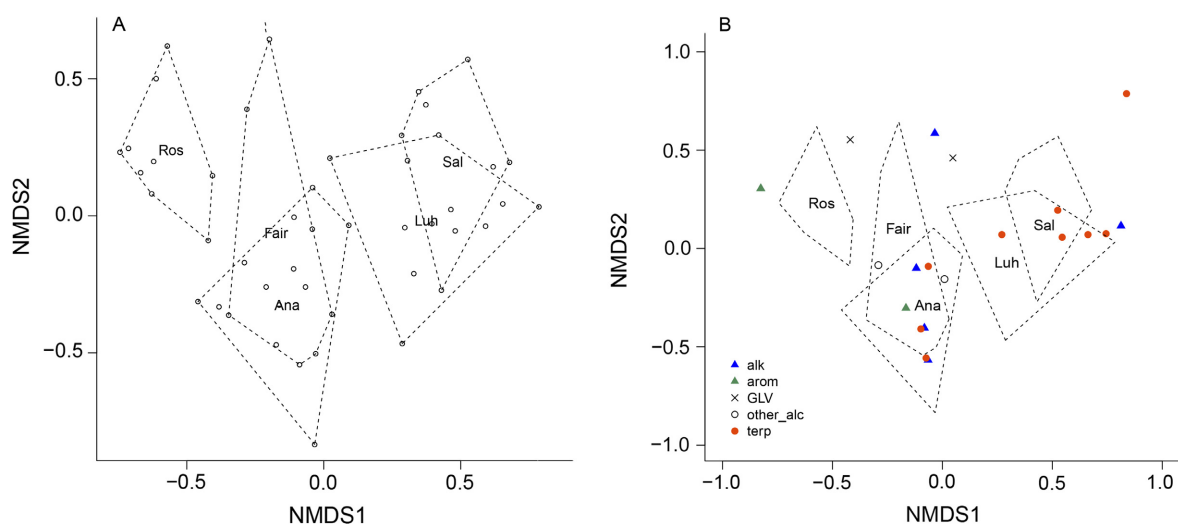 A
0.5
0.0
−0.5
NMDS2
Ros
Fair
Ana
Sal
Luh
−0.5
0.0
0.5
NMDS1
B
1.0
0.5
0.0
−0.5
−1.0
NMDS2
Ros
Fair
Sal
Luh
Ana
alk
arom
GLV
other_alc
terp
−1.0
−0.5
0.0
0.5
1.0
NMDS1